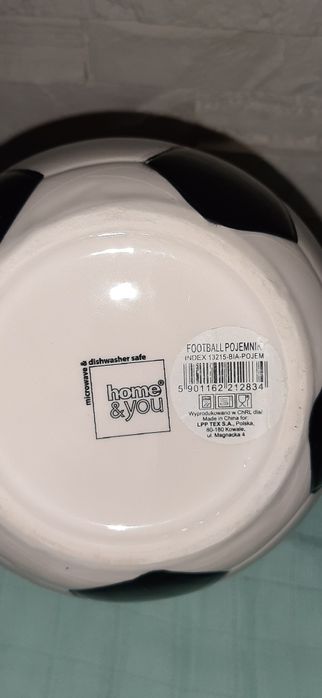 microwave & dishwasher safe
home®
&you
FOOTBALL POJEMNIK
INDEX 13215-BIA-POJEM
5 901162 212834
Wyprodukowano w ChRL dla/
Made in China for:
LPP TEX S.A., Polska,
80-180 Kowale,
ul. Magnacka 4